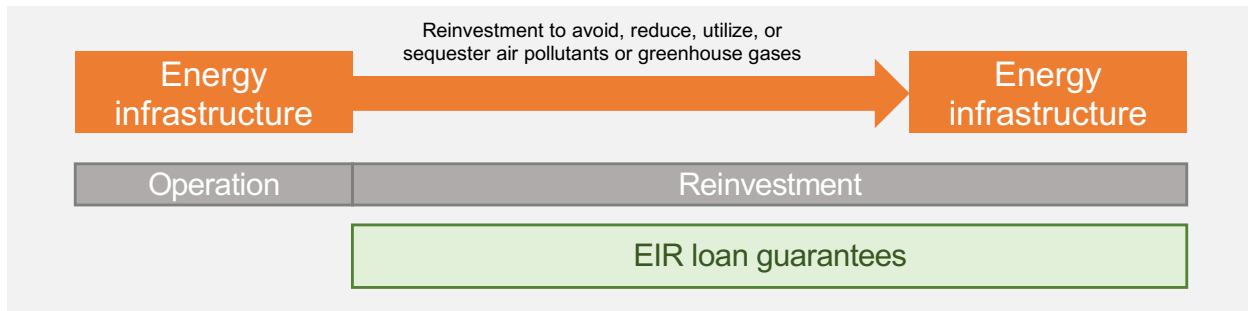 Reinvestment to avoid, reduce, utilize, or
sequester air pollutants or greenhouse gases
Energy
infrastructure
Energy
infrastructure
Operation
Reinvestment
EIR loan guarantees